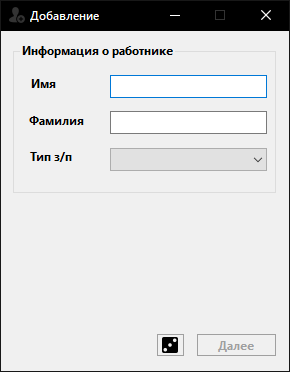 Добавление
Информация о работнике
Имя
Фамилия
Тип з/п
Далее